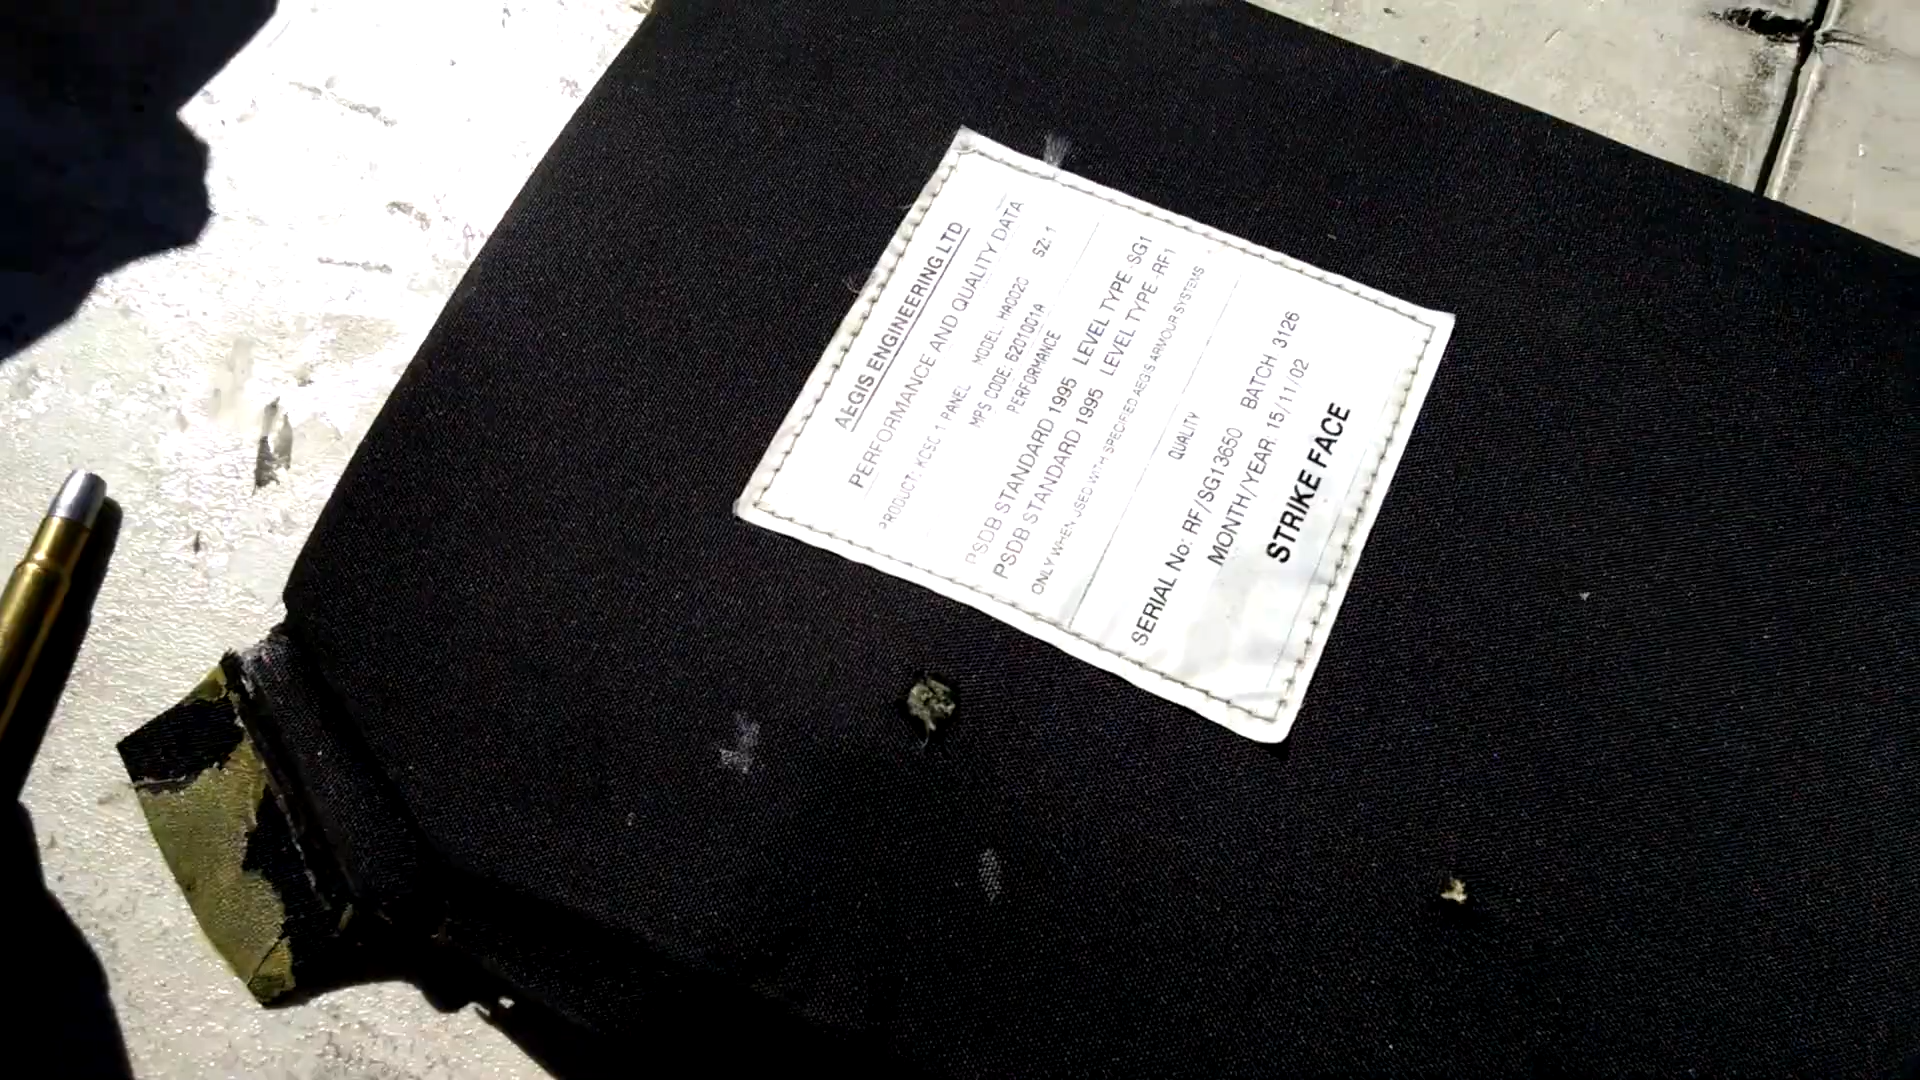 AEGIS ENGINEERING LTD
PERFORMANCE AND QUALITY DATA
PRODUCT: KCSC 1 PANEL MODEL. HA0020 SZ: 1
MPS CODE: 6201001A
PERFORMANCE
PSDB STANDARD 1995 LEVEL TYPE-SG1
PSDB STANDARD 1995 LEVEL TYPE -RF1
ONLY WHEN USED WITH SPECIFIED AEGIS ARMOUR SYSTEMS
QUALITY
SERIAL No: RF/SG13650 BATCH 3126
MONTH/YEAR. 15/11/02
STRIKE FACE